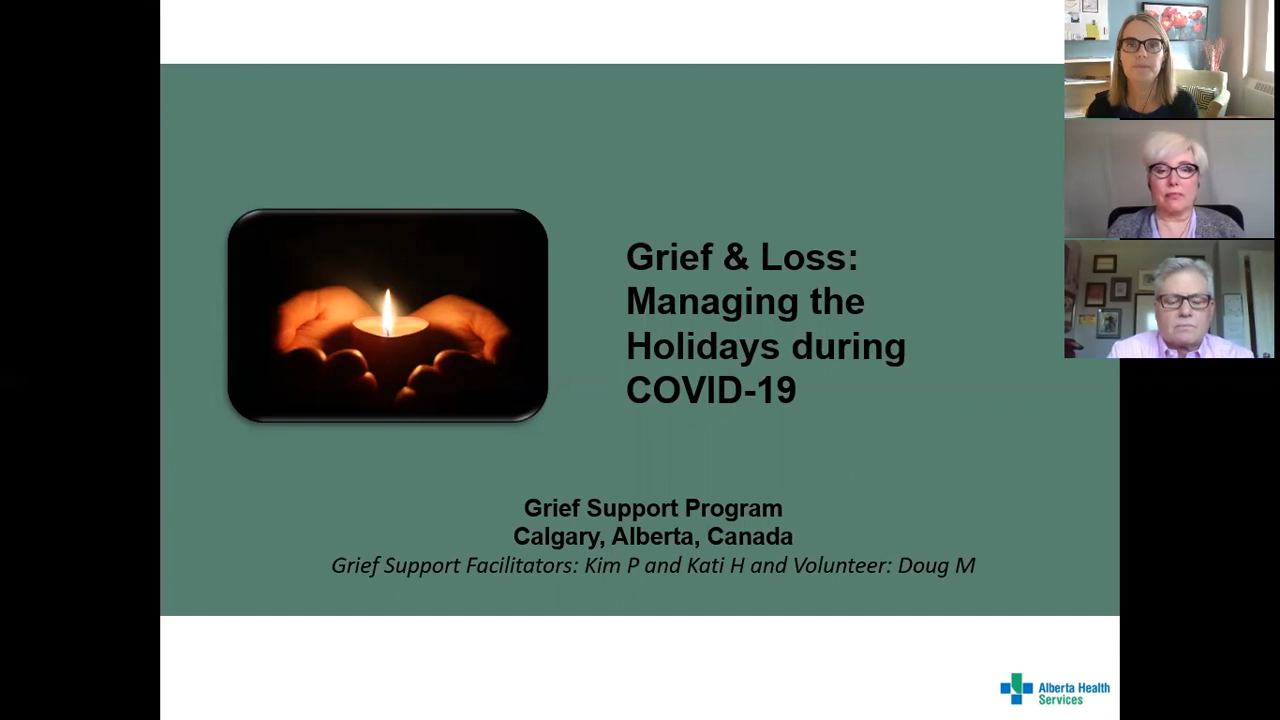 Grief & Loss:
Managing the
Holidays during
COVID-19
Grief Support Program
Calgary, Alberta, Canada
Grief Support Facilitators: Kim P and Kati H and Volunteer: Doug M
Alberta Health
Services